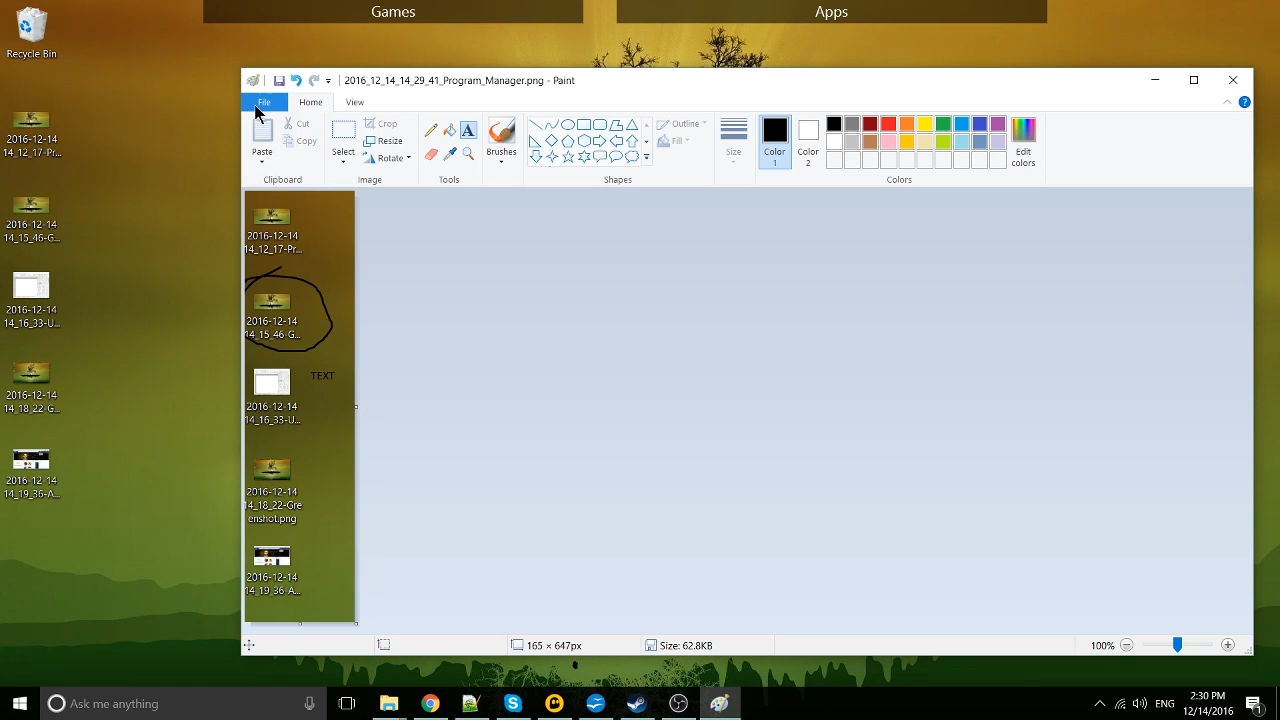 Games
Apps
Recycle Bin
2016-12-14
14_12_17-Pr...
2016-12-14
14_15_46-G...
2016-12-14
14_16_33-U...
2016-12-14
14_18_22-G...
2016-12-14
14_19_36-A...
2016_12_14_14_29_41_Program_Manager.png - Paint
File
Home
View
Paste
Cut
Copy
Clipboard
Select
Crop
Resize
Rotate
Image
A
Tools
Brushes
Outline
Fill
Shapes
Size
Color
1
Color
2
Edit
colors
Colors
2016-12-14
14_12_17-Pr...
2016-12-14
14_15_46-G...
TEXT
2016-12-14
14_16_33-U...
2016-12-14
14_18_22-Gre
enshot.png
2016-12-14
14_19_36-A...
165 × 647px
Size: 62.8KB
100%
Ask me anything
ENG
2:30 PM
12/14/2016
1